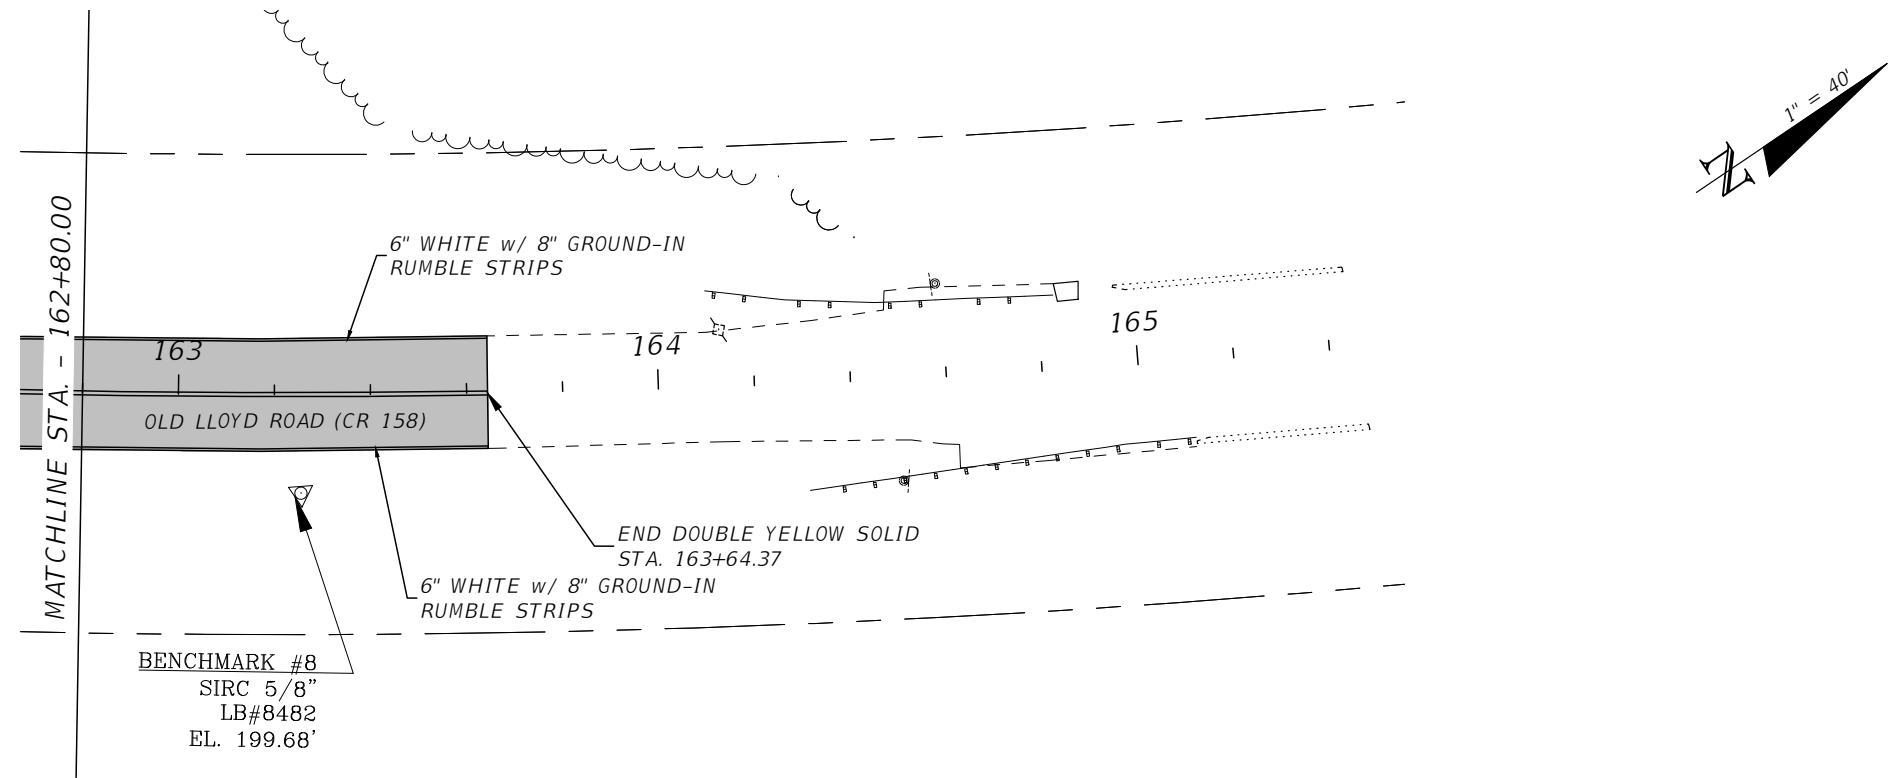 1" = 40'
N
MATCHLINE STA. - 162+80.00
6" WHITE w/ 8" GROUND-IN
RUMBLE STRIPS
163
164
165
OLD LLOYD ROAD (CR 158)
END DOUBLE YELLOW SOLID
STA. 163+64.37
6" WHITE w/ 8" GROUND-IN
RUMBLE STRIPS
BENCHMARK #8
SIRC 5/8"
LB#8482
EL. 199.68'